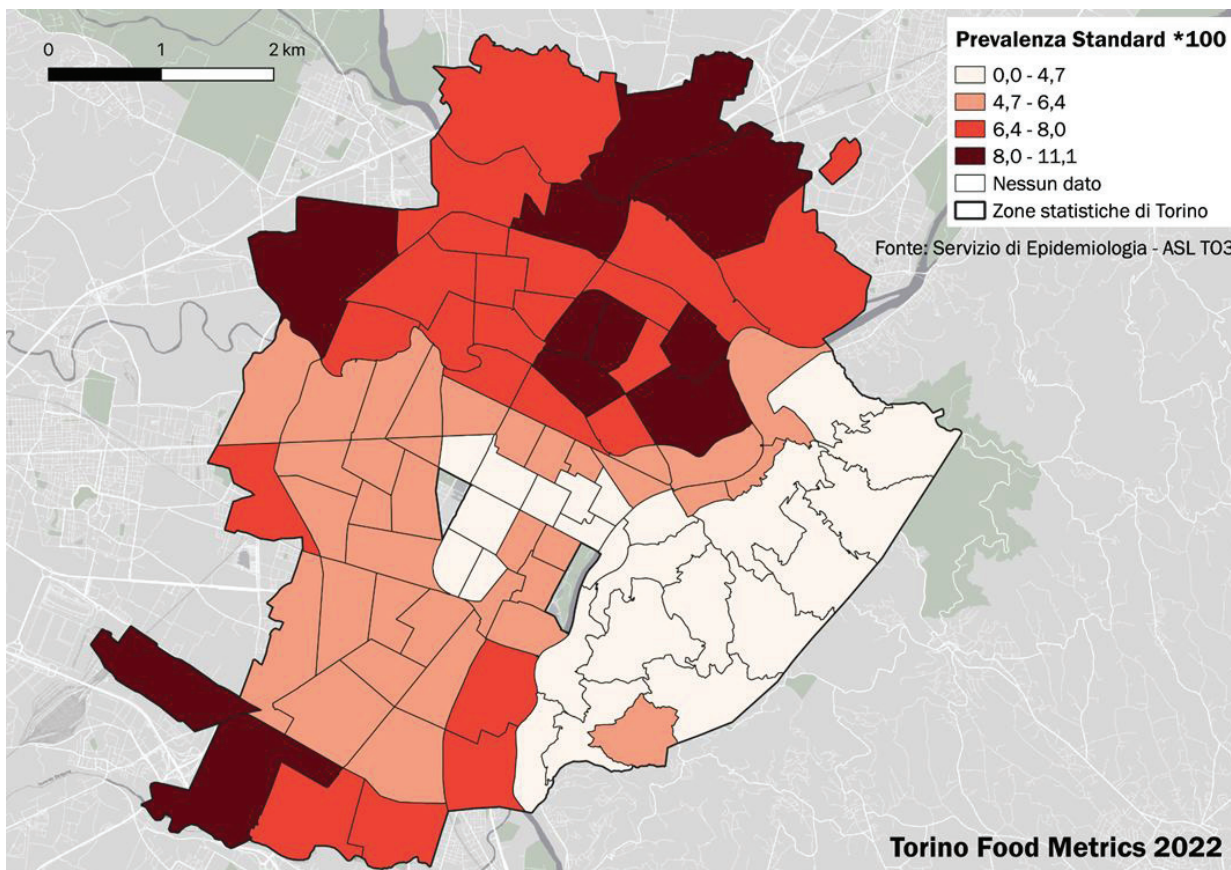 0 1 2 km
Prevalenza Standard *100
0,0 - 4,7
4,7 - 6,4
6,4 - 8,0
8,0 - 11,1
Nessun dato
Zone statistiche di Torino
Fonte: Servizio di Epidemiologia - ASL TO3
Torino Food Metrics 2022